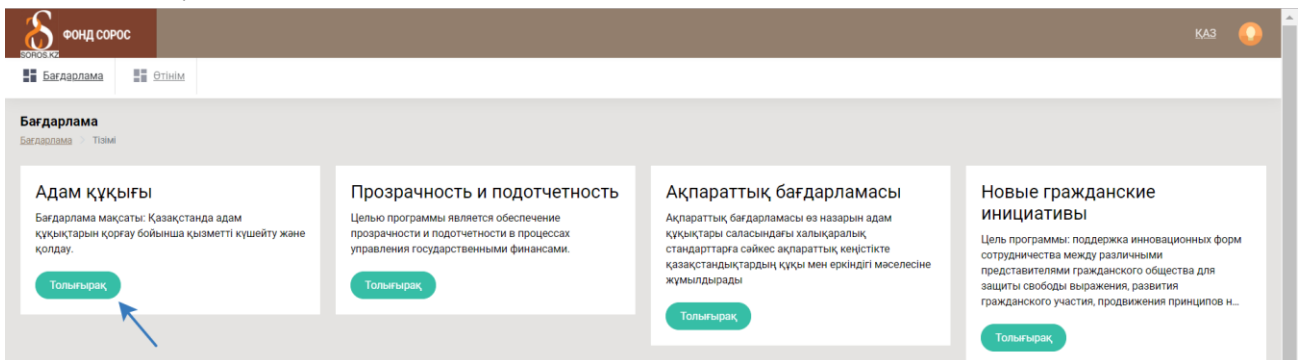 ФОНД СОРОС
SOROS.KZ
ҚАЗ
Бағдарлама
Өтінім
Бағдарлама
Бағдарлама > Тізімі
Адам құқығы
Бағдарлама мақсаты: Қазақстанда адам
құқықтарын қорғау бойынша қызметті күшейту және
қолдау.
Толығырақ
Прозрачность и подотчетность
Целью программы является обеспечение
прозрачности и подотчетности в процессах
управления государственными финансами.
Толығырақ
Ақпараттық бағдарламасы
Ақпараттық бағдарламасы өз назарын адам
құқықтары саласындағы халықаралық
стандарттарға сәйкес ақпараттық кеңістікте
қазақстандықтардың құқы мен еркіндігі мәселесіне
жұмылдырады
Толығырақ
Новые гражданские
инициативы
Цель программы: поддержка инновационных форм
сотрудничества между различными
представителями гражданского общества для
защиты свободы выражения, развития
гражданского участия, продвижения принципов н...
Толығырақ